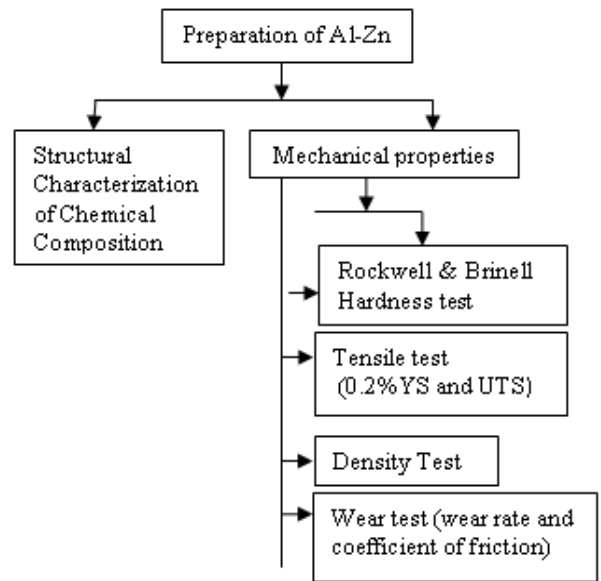 Preparation of Al-Zn
Structural
Characterization
of Chemical
Composition
Mechanical properties
Rockwell & Brinell
Hardness test
Tensile test
(0.2% YS and UTS)
Density Test
Wear test (wear rate and
coefficient of friction)